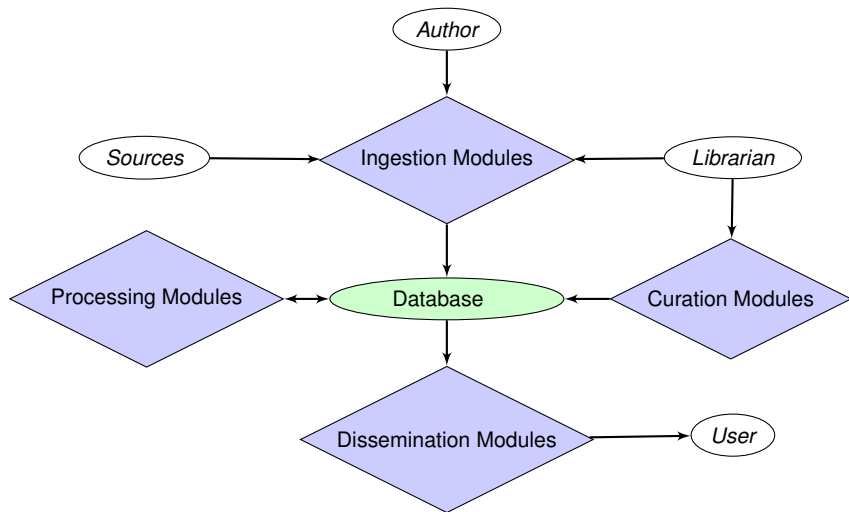 Author
Sources
Ingestion Modules
Librarian
Processing Modules
Database
Curation Modules
Dissemination Modules
User